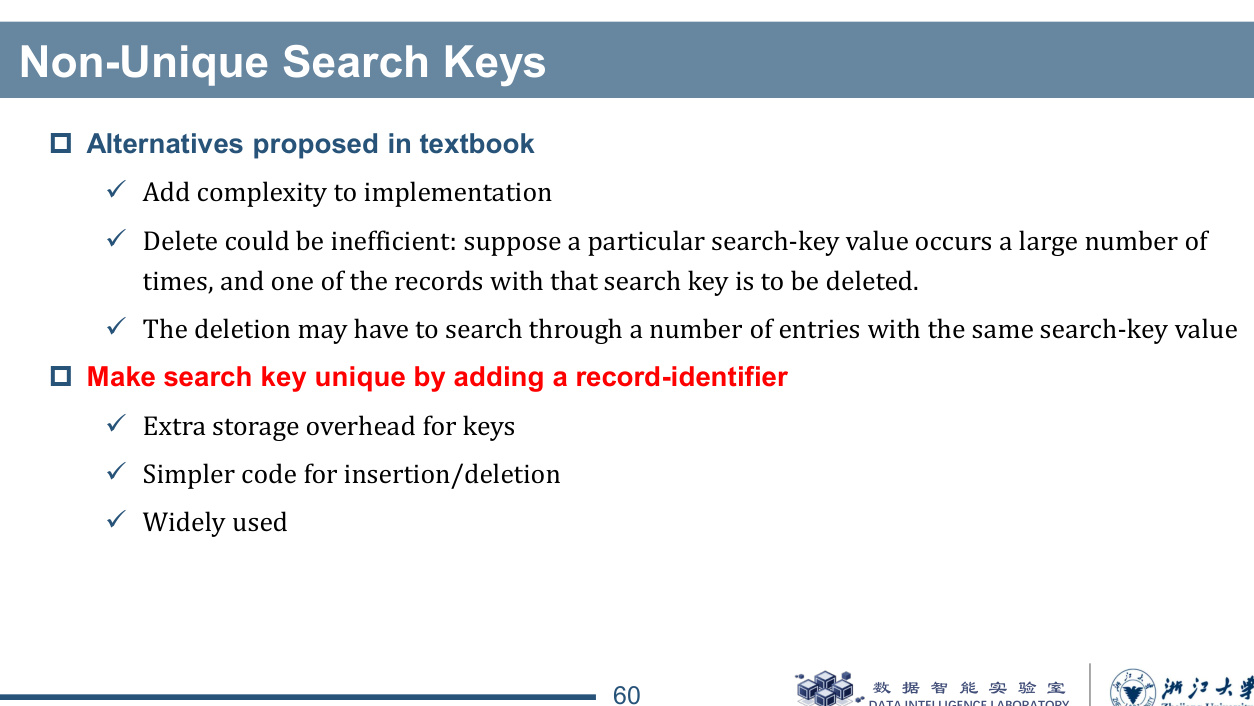 Non-Unique Search Keys
Alternatives proposed in textbook
Add complexity to implementation
Delete could be inefficient: suppose a particular search-key value occurs a large number of
times, and one of the records with that search key is to be deleted.
The deletion may have to search through a number of entries with the same search-key value
Make search key unique by adding a record-identifier
Extra storage overhead for keys
Simpler code for insertion/deletion
Widely used
60
数据智能实验室
DATA INTELLIGENCE LABORATORY
浙江大学